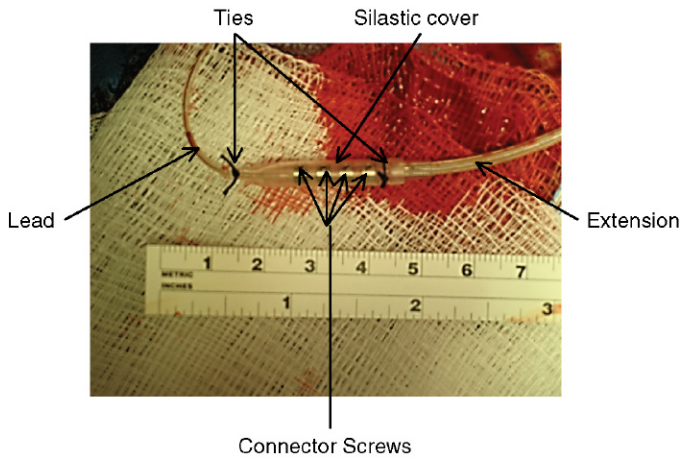 Ties
Silastic cover
Lead
Extension
1 2 3 4 5 6 7
METRIC
INCHES
1 2 3
Connector Screws